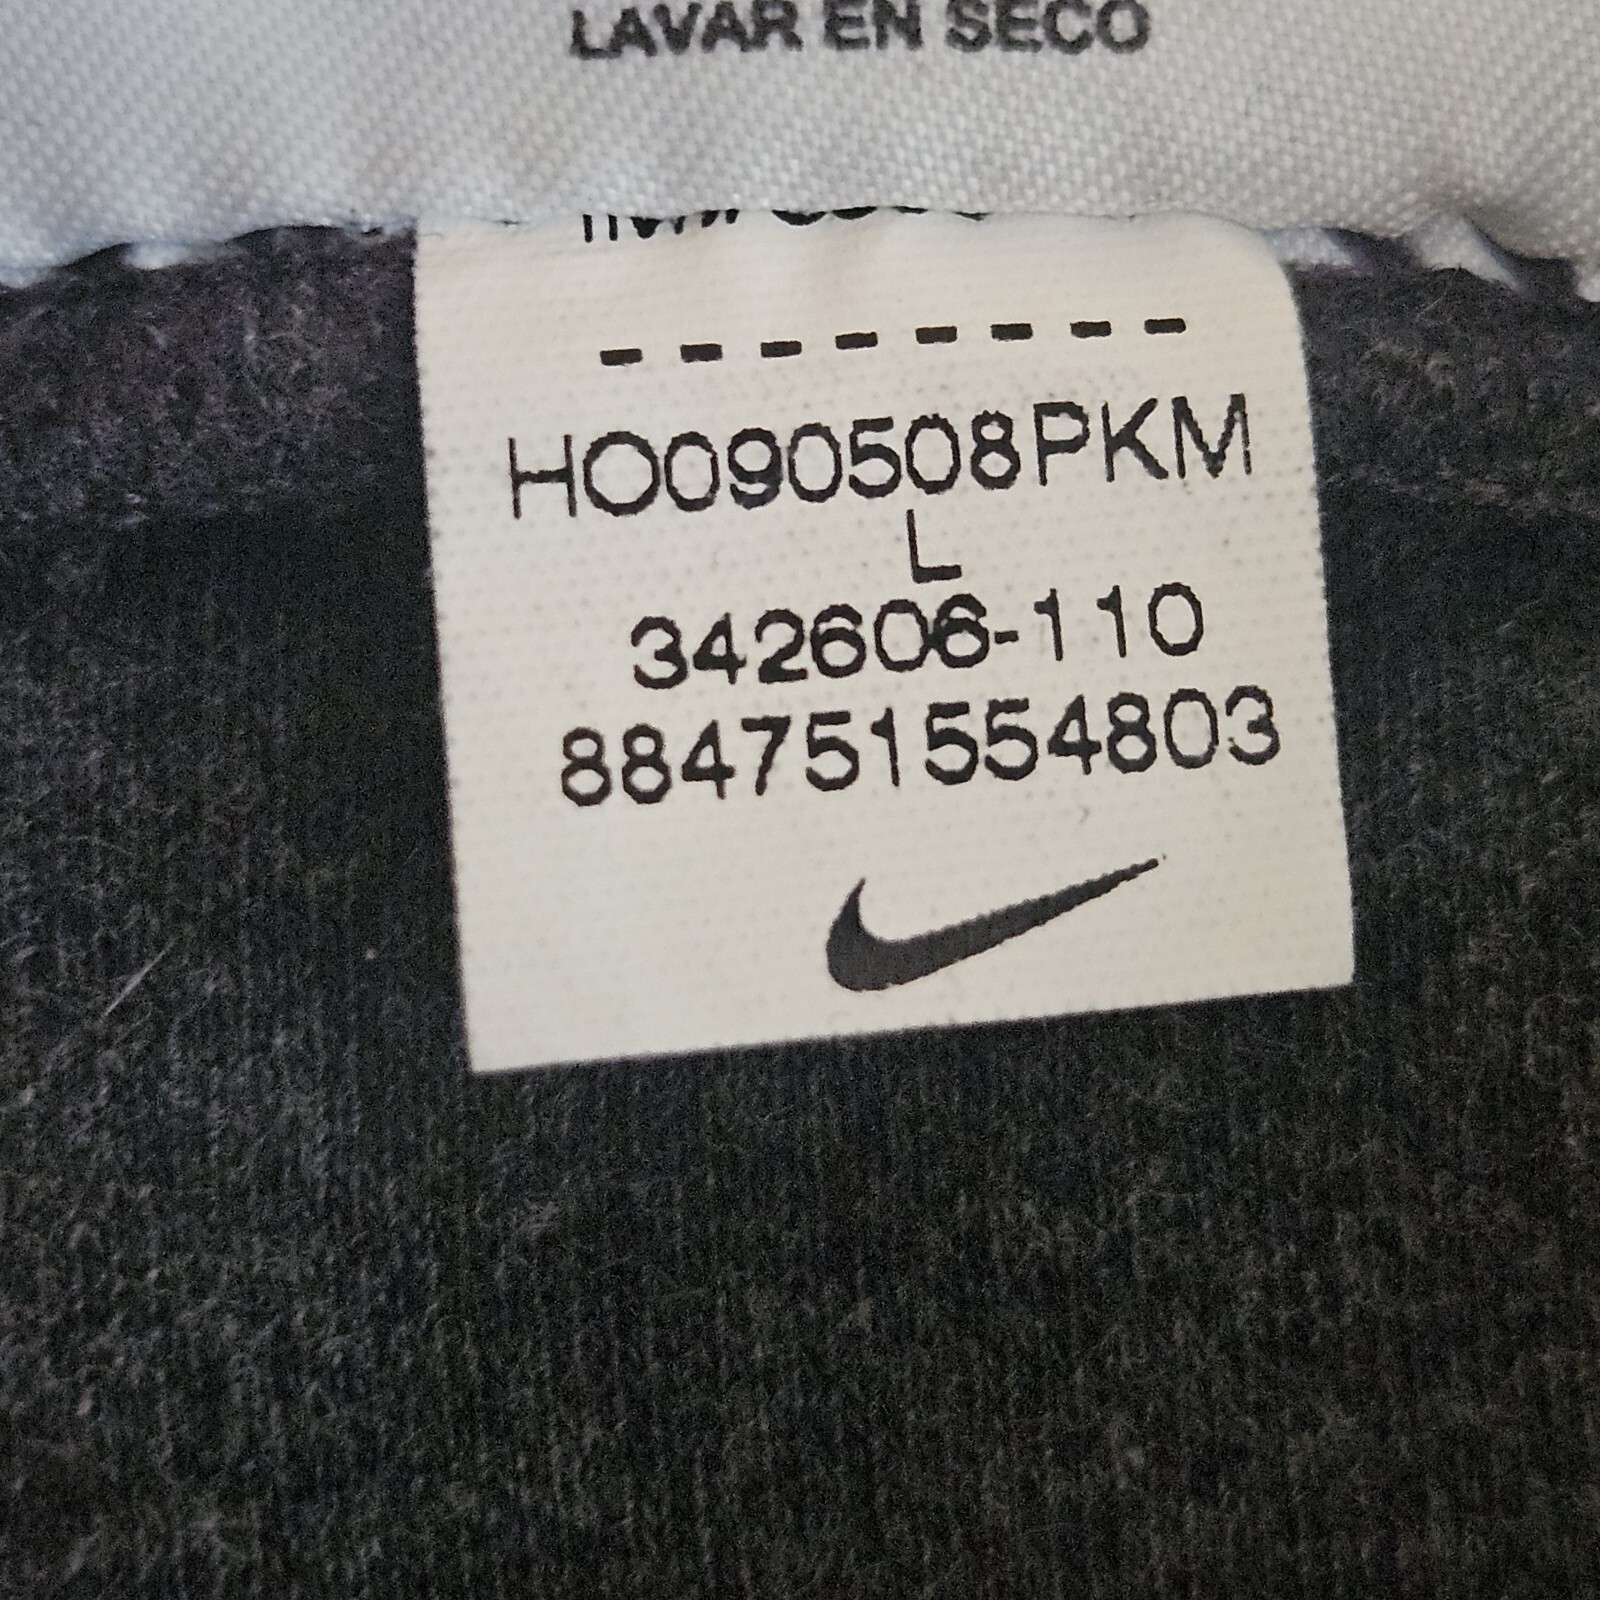 LAVAR EN SECO
--------
HO090508PKM
L
342606-110
884751554803